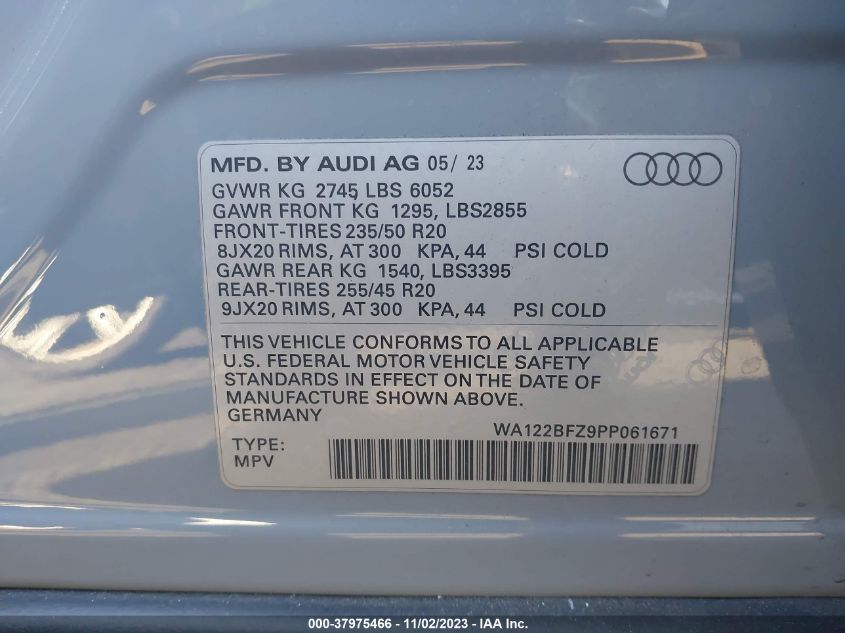 MFD. BY AUDI AG 05/ 23
GVWR KG 2745 LBS 6052
GAWR FRONT KG 1295, LBS2855
FRONT-TIRES 235/50 R20
8JX20 RIMS, AT 300 KPA, 44 PSI COLD
GAWR REAR KG 1540, LBS3395
REAR-TIRES 255/45 R20
9JX20 RIMS, AT 300 KPA, 44 PSI COLD
THIS VEHICLE CONFORMS TO ALL APPLICABLE
U.S. FEDERAL MOTOR VEHICLE SAFETY
STANDARDS IN EFFECT ON THE DATE OF
MANUFACTURE SHOWN ABOVE.
GERMANY
WA122BFZ9PP061671
TYPE:
MPV
000-37975466 - 11/02/2023 - IAA Inc.